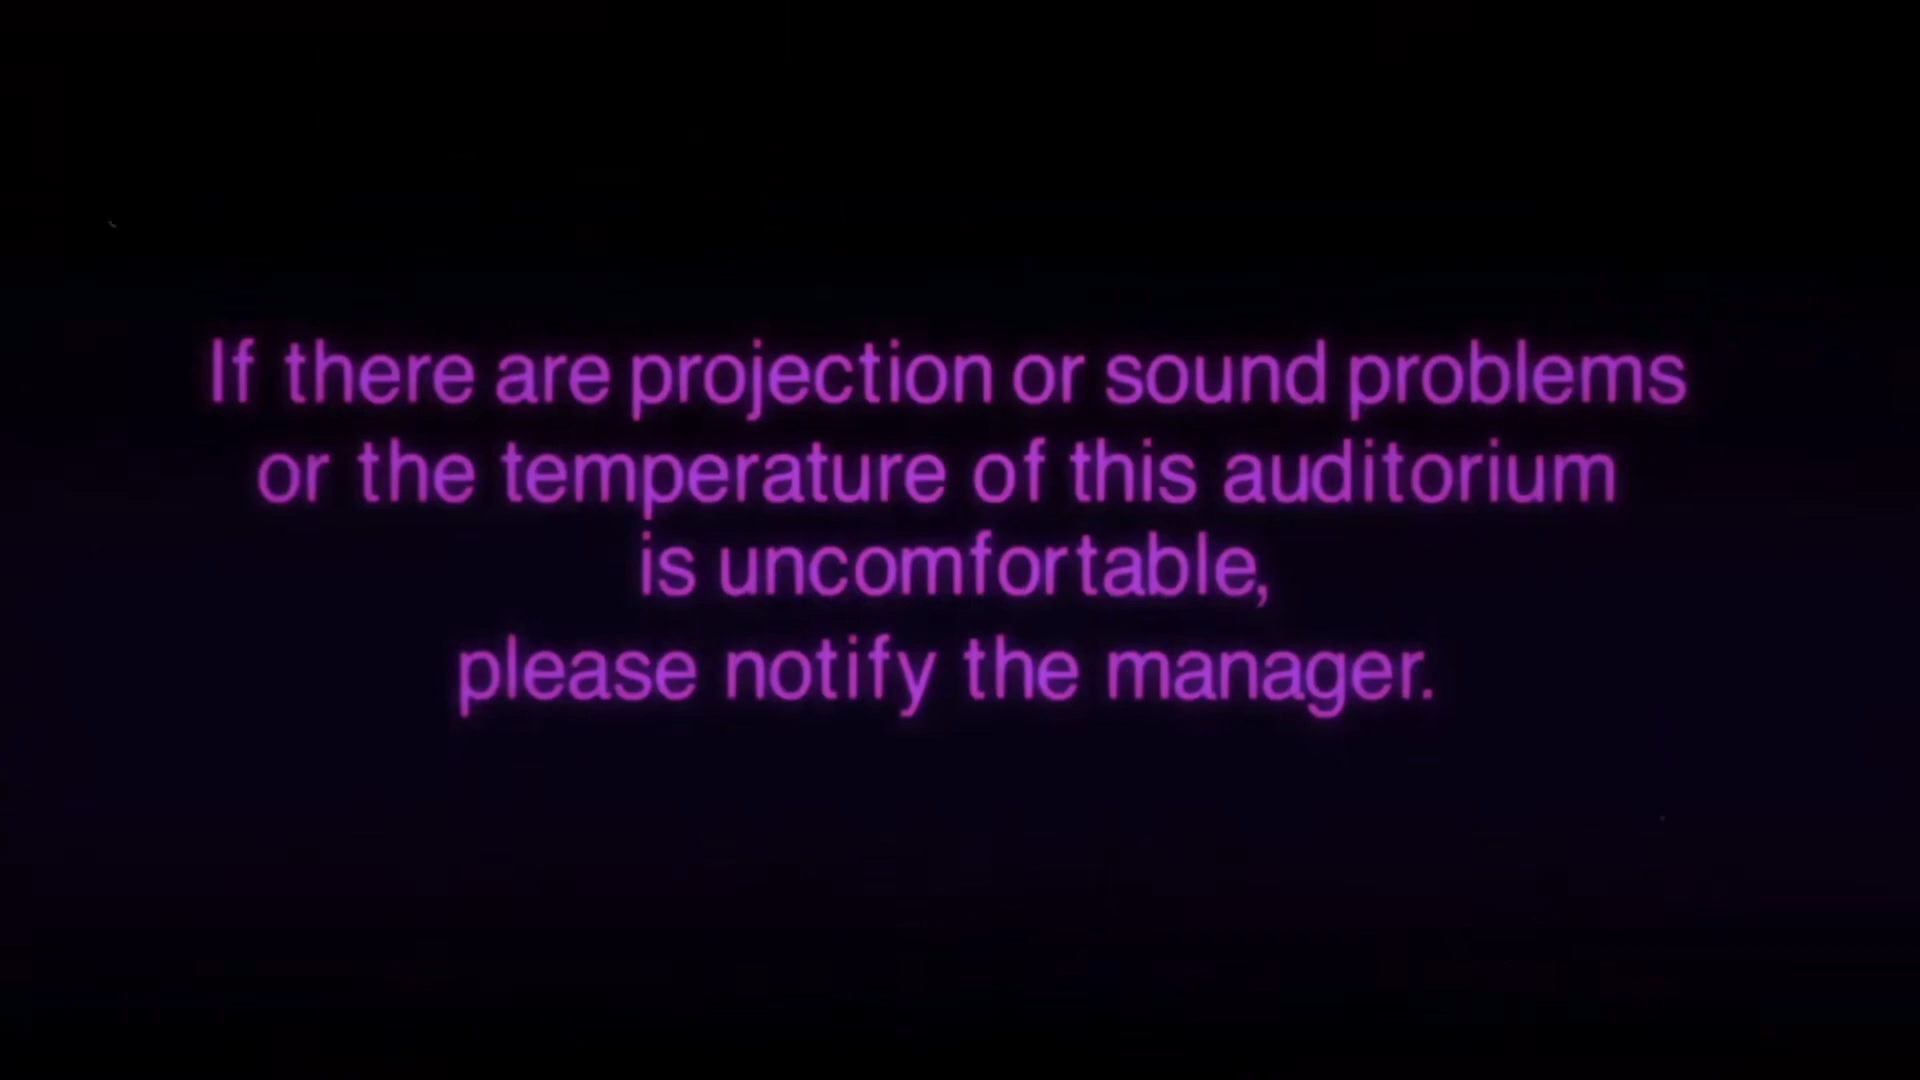 If there are projection or sound problems
or the temperature of this auditorium
is uncomfortable,
please notify the manager.